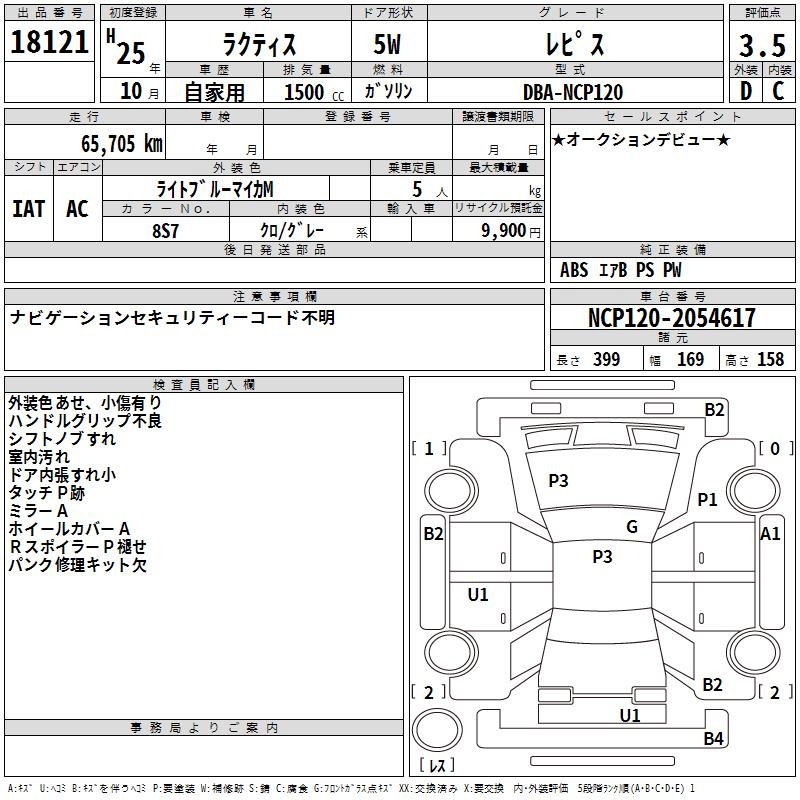 出品番号
18121
初度登録
H25年
10月
車名
ラクティス
ドア形状
5W
グレード
レピス
評価点
3.5
車歴
自家用
排気量
1500 CC
燃料
ガソリン
型式
DBA-NCP120
外装 内装
D C
走行
65,705 km
車検
年 月
登録番号
譲渡書類期限
月 日
シフト
IAT
エアコン
AC
外装色
ライトブルーマイカM
乗車定員
5 人
最大積載量
kg
カラーNo.
8S7
内装色
クロ/グレー 系
輸入車
リサイクル預託金
9,900円
後日発送部品
セールスポイント
★オークションデビュー★
純正装備
ABS エアB PS PW
注意事項欄
ナビゲーションセキュリティーコード不明
車台番号
NCP120-2054617
諸元
長さ 399 幅 169 高さ 158
検査員記入欄
外装色あせ、小傷有り
ハンドルグリップ不良
シフトノブすれ
室内汚れ
ドア内張すれ小
タッチP跡
ミラーA
ホイールカバーA
RスポイラーP褪せ
パンク修理キット欠
事務局よりご案内
B2
[ 1 ]
[ 0 ]
P3
P1
G
B2
A1
P3
U1
B2
[ 2 ]
[ 2 ]
U1
B4
[ レス ]
A:キズ U:ヘコミ B:キズを伴うヘコミ P:要塗装 W:補修跡 S:錆 C:腐食 G:フロントガラス点キズ XX:交換済み X:要交換 内・外装評価 5段階ランク順(A・B・C・D・E) 1